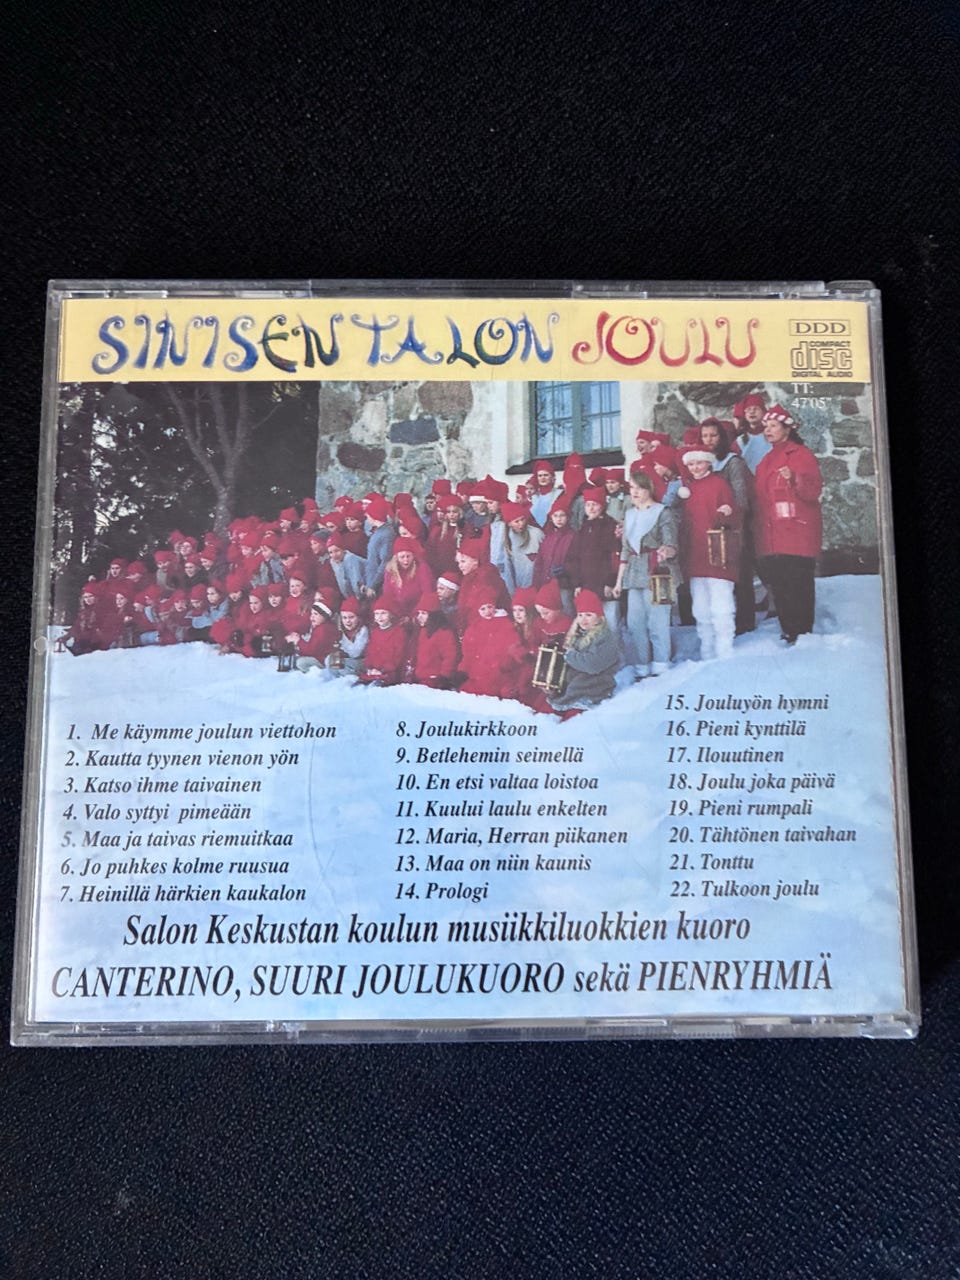 SINISEN TALON JOULU
DDD
COMPACT
disc
DIGITAL AUDIO
TT:
47'05"
1. Me käymme joulun viettohon
2. Kautta tyynen vienon yön
3. Katso ihme taivainen
4. Valo syttyi pimeään
5. Maa ja taivas riemuitkaa
6. Jo puhkes kolme ruusua
7. Heinillä härkien kaukalon
8. Joulukirkkoon
9. Betlehemin seimellä
10. En etsi valtaa loistoa
11. Kuului laulu enkelten
12. Maria, Herran piikanen
13. Maa on niin kaunis
14. Prologi
15. Jouluyön hymni
16. Pieni kynttilä
17. Ilouutinen
18. Joulu joka päivä
19. Pieni rumpali
20. Tähtönen taivahan
21. Tonttu
22. Tulkoon joulu
Salon Keskustan koulun musiikkiluokkien kuoro
CANTERINO, SUURI JOULUKUORO sekä PIENRYHMIÄ